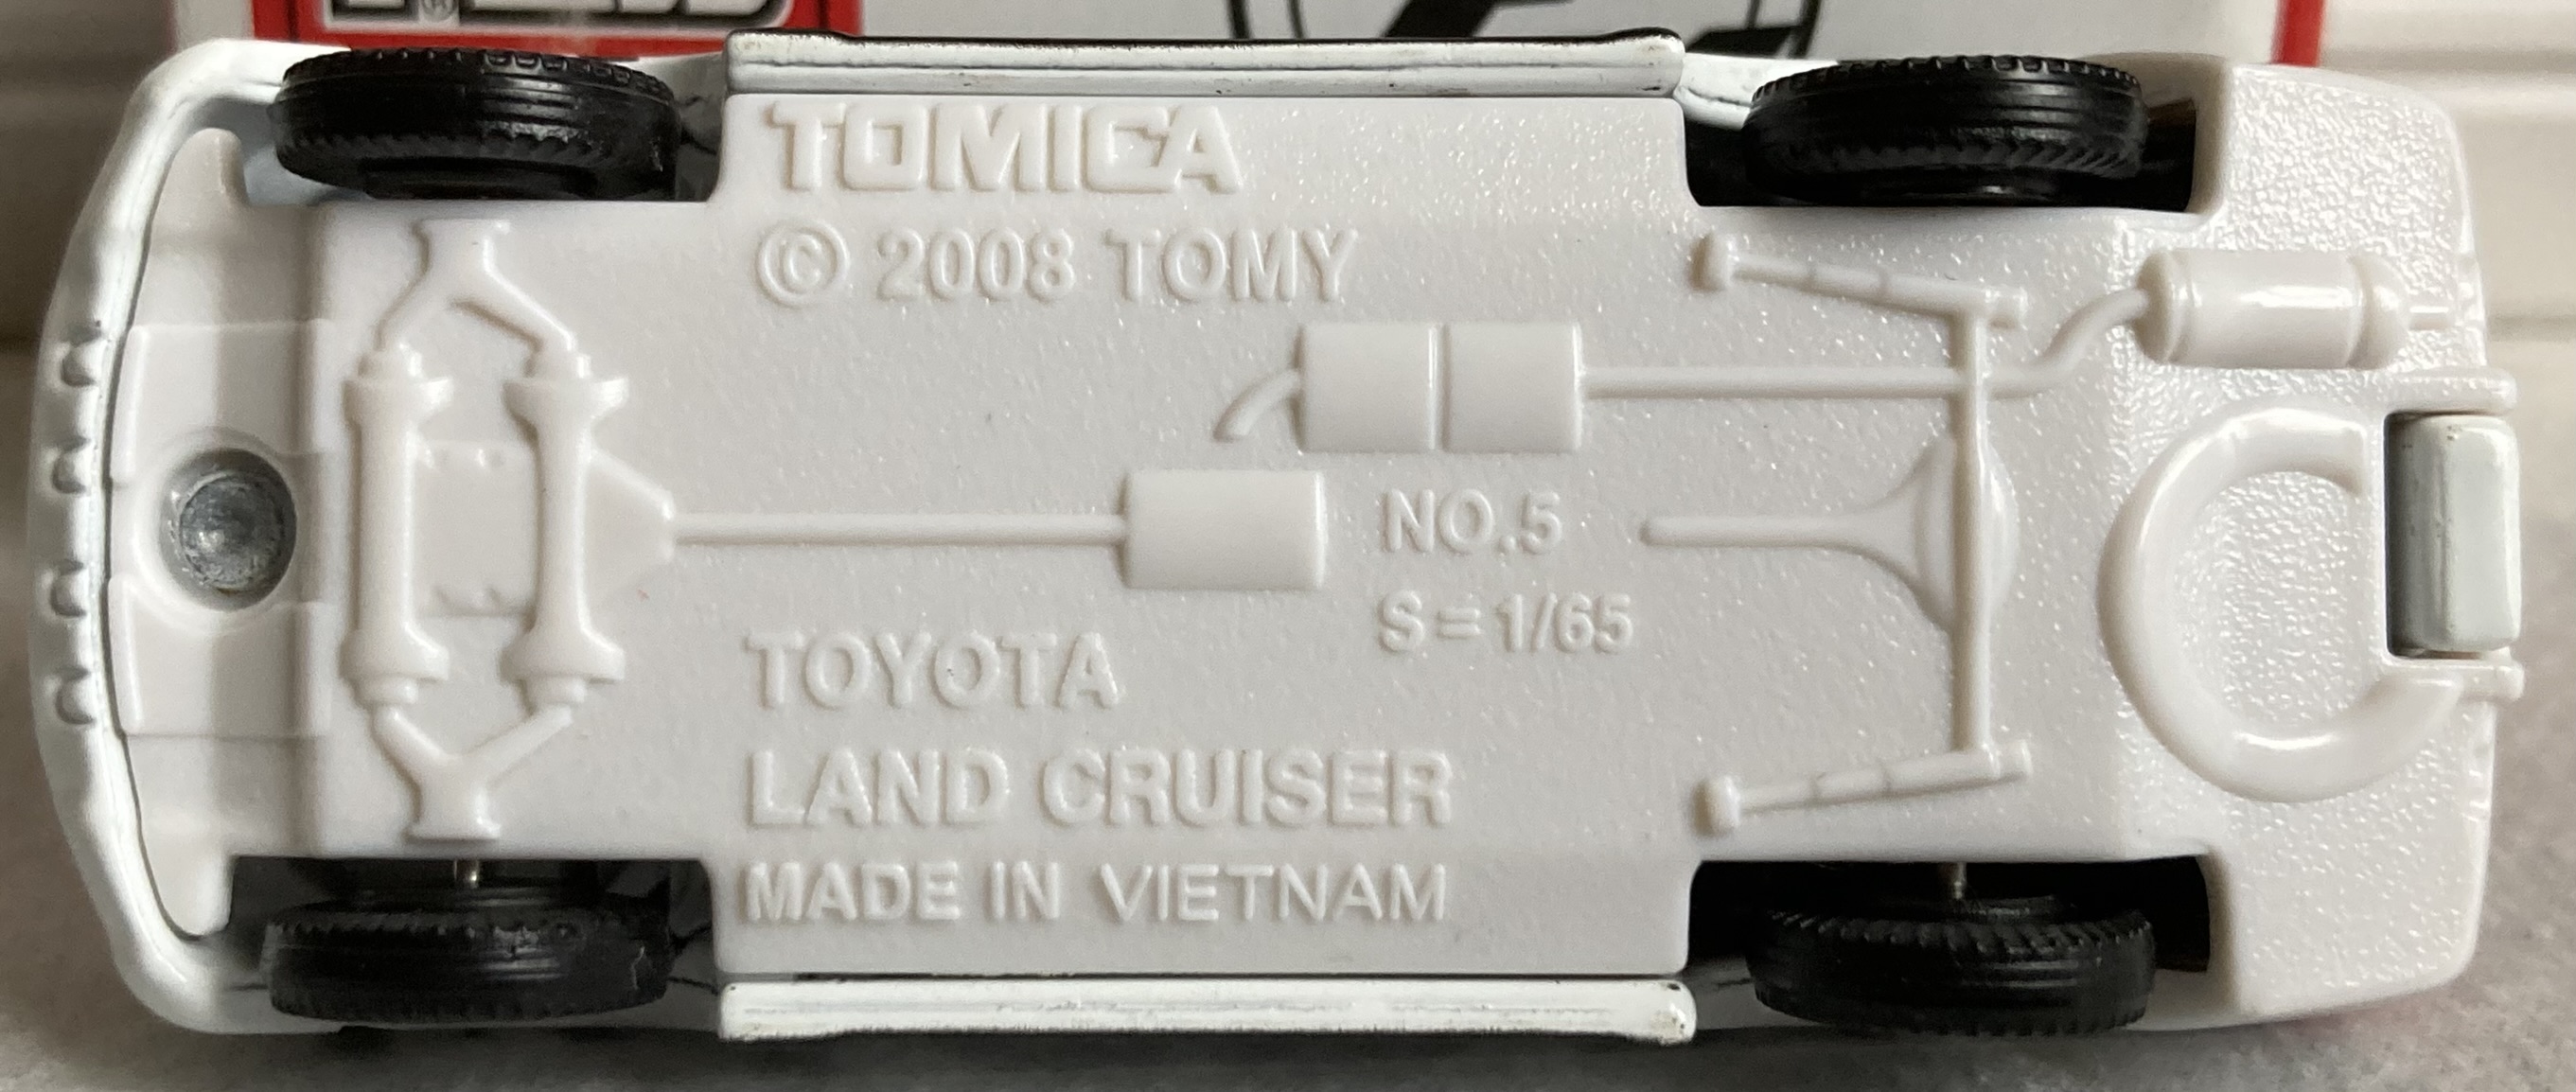 TOMICA
© 2008 TOMY
NO.5
S=1/65
TOYOTA
LAND CRUISER
MADE IN VIETNAM